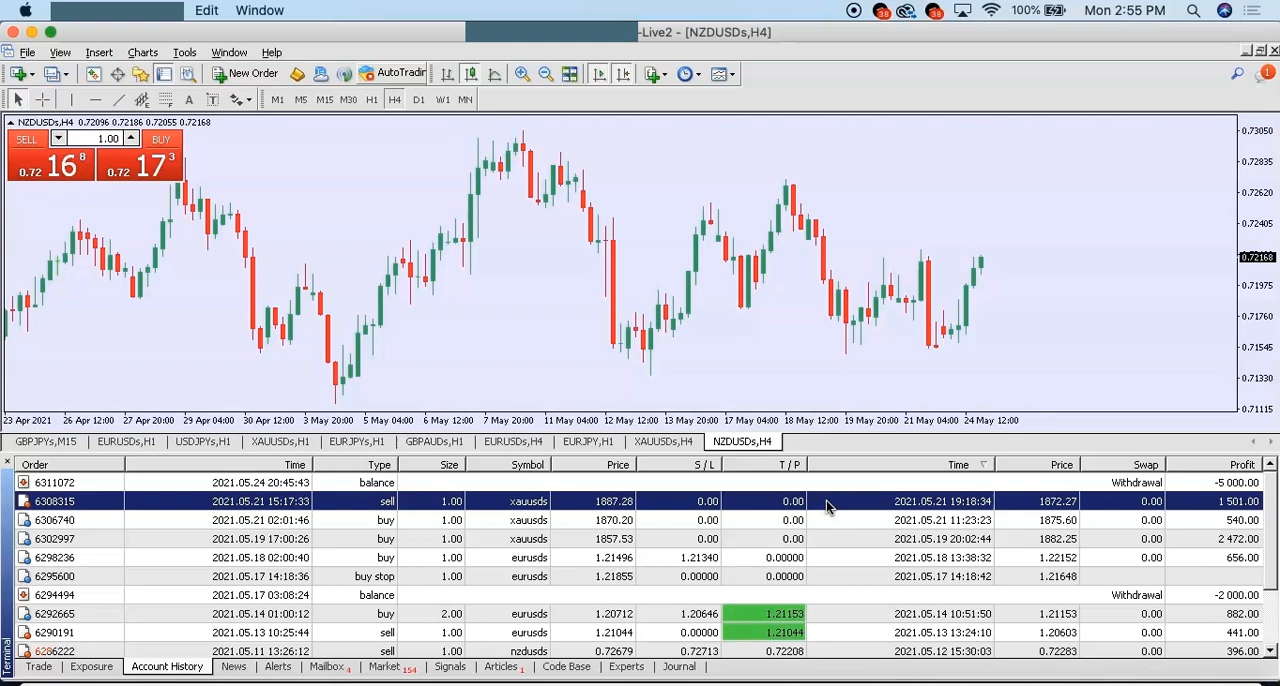 Edit Window 38 38 100% Mon 2:55 PM
-Live2 - [NZDUSDs,H4]
File View Insert Charts Tools Window Help
New Order AutoTradin 1
A T M1 M5 M15 M30 H1 H4 D1 W1 MN
NZDUSDs,H4 0.72096 0.72186 0.72055 0.72168
SELL 1.00 BUY
0.72 16 8 0.72 17 3
0.73050
0.72835
0.72620
0.72405
0.72168
0.71975
0.71760
0.71545
0.71330
0.71115
23 Apr 2021 26 Apr 12:00 27 Apr 20:00 29 Apr 04:00 30 Apr 12:00 3 May 20:00 5 May 04:00 6 May 12:00 7 May 20:00 11 May 04:00 12 May 12:00 13 May 20:00 17 May 04:00 18 May 12:00 19 May 20:00 21 May 04:00 24 May 12:00
GBPJPYs,M15 EURUSDs,H1 USDJPYs,H1 XAUUSDs,H1 EURJPYs,H1 GBPAUDs,H1 EURUSDs,H4 EURJPY,H1 XAUUSDs,H4 NZDUSDs,H4
Order Time Type Size Symbol Price S / L T / P Time Price Swap Profit
6311072 2021.05.24 20:45:43 balance Withdrawal -5 000.00
6308315 2021.05.21 15:17:33 sell 1.00 xauusds 1887.28 0.00 0.00 2021.05.21 19:18:34 1872.27 0.00 1 501.00
6306740 2021.05.21 02:01:46 buy 1.00 xauusds 1870.20 0.00 0.00 2021.05.21 11:23:23 1875.60 0.00 540.00
6302997 2021.05.19 17:00:26 buy 1.00 xauusds 1857.53 0.00 0.00 2021.05.19 20:02:44 1882.25 0.00 2 472.00
6298236 2021.05.18 02:00:40 buy 1.00 eurusds 1.21496 1.21340 0.00000 2021.05.18 13:38:32 1.22152 0.00 656.00
6295600 2021.05.17 14:18:36 buy stop 1.00 eurusds 1.21855 0.00000 0.00000 2021.05.17 14:18:42 1.21648
6294494 2021.05.17 03:08:24 balance Withdrawal -2 000.00
6292665 2021.05.14 01:00:12 buy 2.00 eurusds 1.20712 1.20646 1.21153 2021.05.14 10:51:50 1.21153 0.00 882.00
6290191 2021.05.13 10:25:44 sell 1.00 eurusds 1.21044 0.00000 1.21044 2021.05.13 13:24:10 1.20603 0.00 441.00
6286222 2021.05.11 13:26:12 sell 1.00 nzdusds 0.72679 0.72713 0.72208 2021.05.12 15:30:03 0.72283 0.00 396.00
Terminal
Trade Exposure Account History News Alerts Mailbox 4 Market 154 Signals Articles 1 Code Base Experts Journal